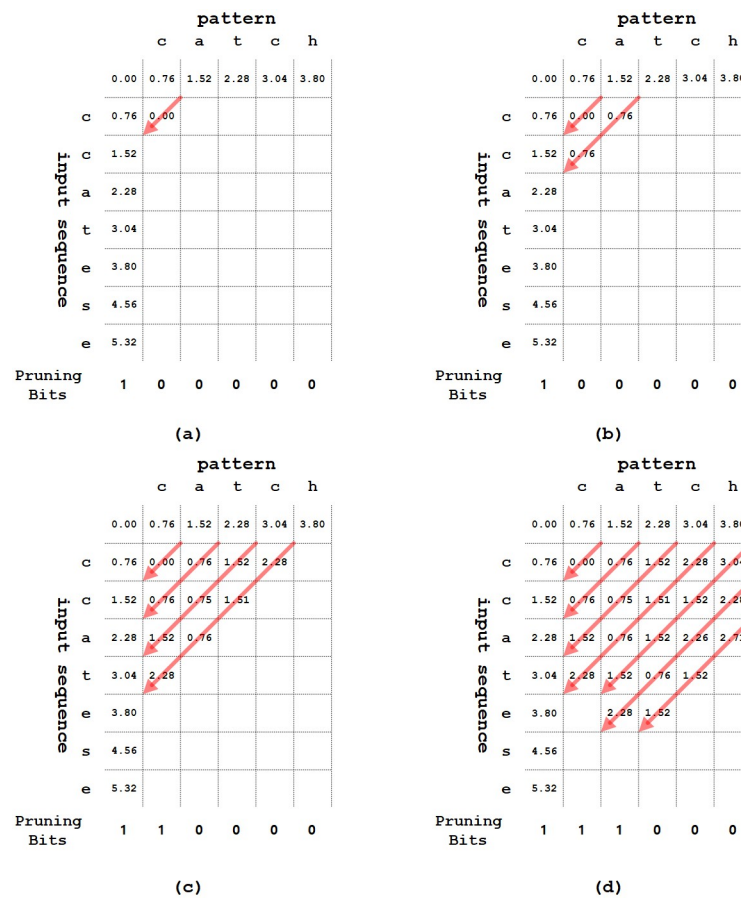 pattern
c a t c h
0.00 0.76 1.52 2.28 3.04 3.80
c 0.76 0.00
c 1.52
a 2.28
t 3.04
e 3.80
s 4.56
e 5.32
input sequence
Pruning Bits 1 0 0 0 0 0
(a)
pattern
c a t c h
0.00 0.76 1.52 2.28 3.04 3.80
c 0.76 0.00 0.76
c 1.52 0.76
a 2.28
t 3.04
e 3.80
s 4.56
e 5.32
input sequence
Pruning Bits 1 0 0 0 0 0
(b)
pattern
c a t c h
0.00 0.76 1.52 2.28 3.04 3.80
c 0.76 0.00 0.76 1.52 2.28
c 1.52 0.76 0.75 1.51
a 2.28 1.52 0.76
t 3.04 2.28
e 3.80
s 4.56
e 5.32
input sequence
Pruning Bits 1 1 0 0 0 0
(c)
pattern
c a t c h
0.00 0.76 1.52 2.28 3.04 3.80
c 0.76 0.00 0.76 1.52 2.28 3.04
c 1.52 0.76 0.75 1.51 1.52 2.28
a 2.28 1.52 0.76 1.52 2.26
t 3.04 2.28 1.52 0.76 1.52
e 3.80 2.28 1.52
s 4.56
e 5.32
input sequence
Pruning Bits 1 1 1 0 0 0
(d)